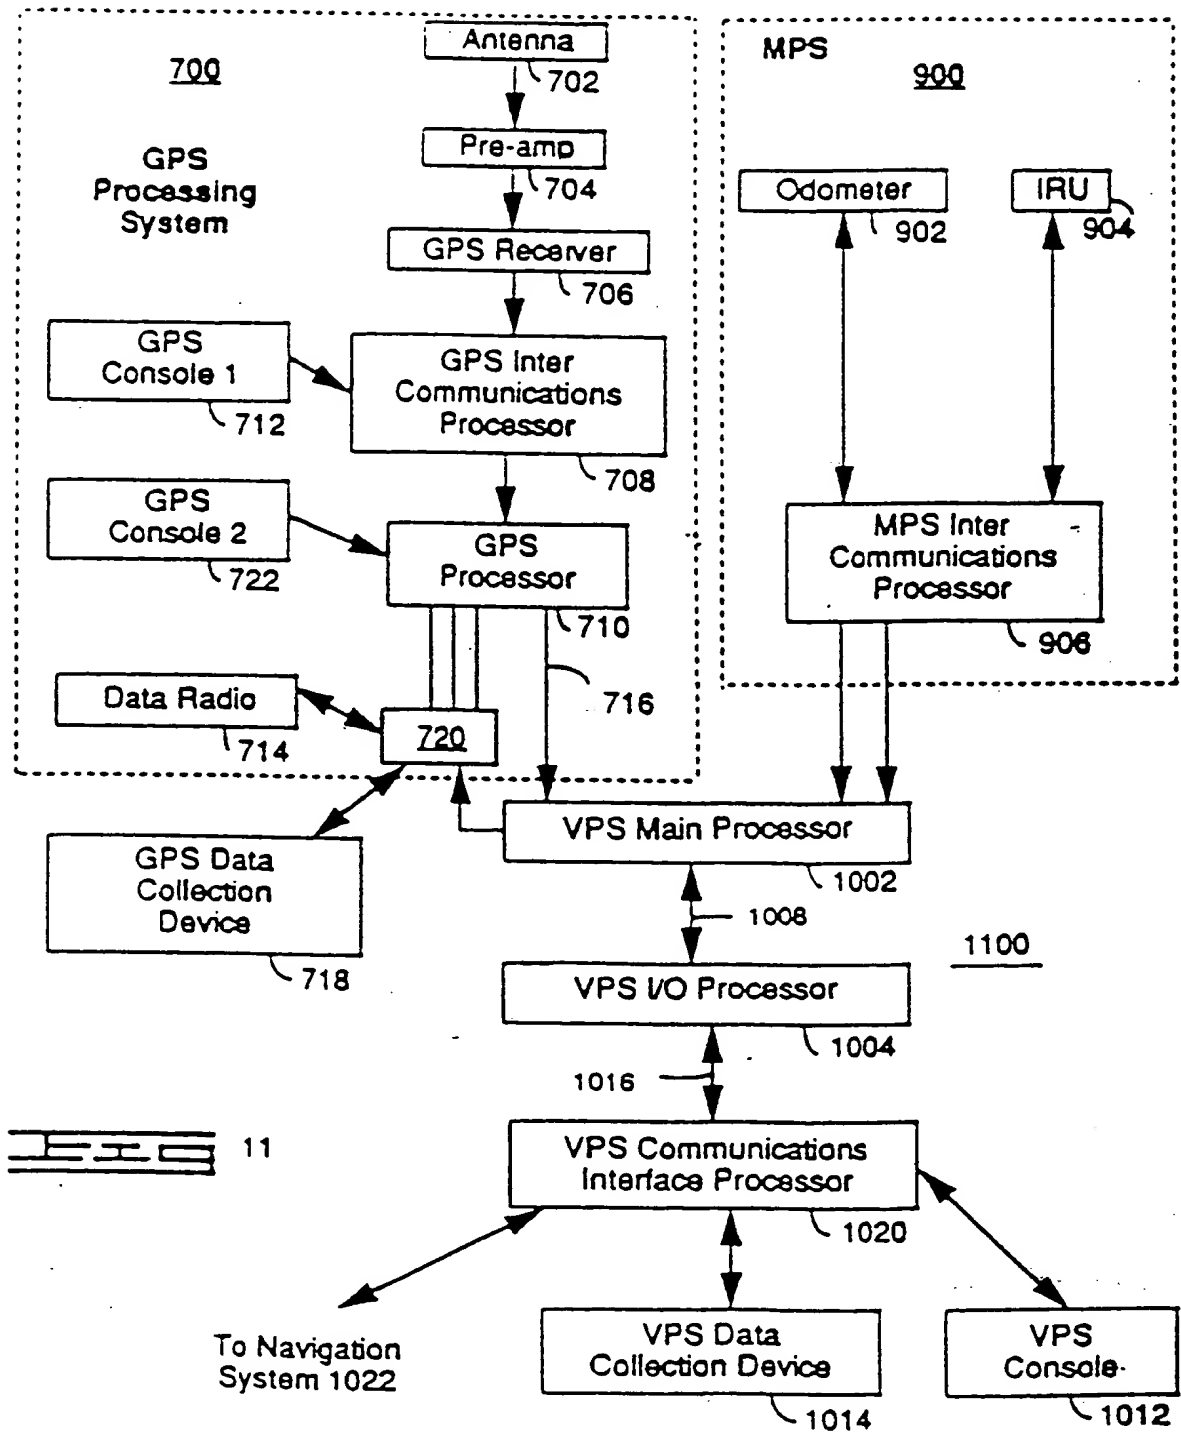 Antenna
702
700
Pre-amp
704
GPS
Processing
System
GPS Receiver
706
GPS
Console 1
712
GPS Inter
Communications
Processor
708
GPS
Console 2
722
GPS
Processor
710
716
Data Radio
714
720
MPS
900
Odometer
902
IRU
904
MPS Inter
Communications
Processor
906
VPS Main Processor
1002
GPS Data
Collection
Device
718
1008
1100
VPS I/O Processor
1004
1016
11
VPS Communications
Interface Processor
1020
To Navigation
System 1022
VPS Data
Collection Device
1014
VPS
Console
1012